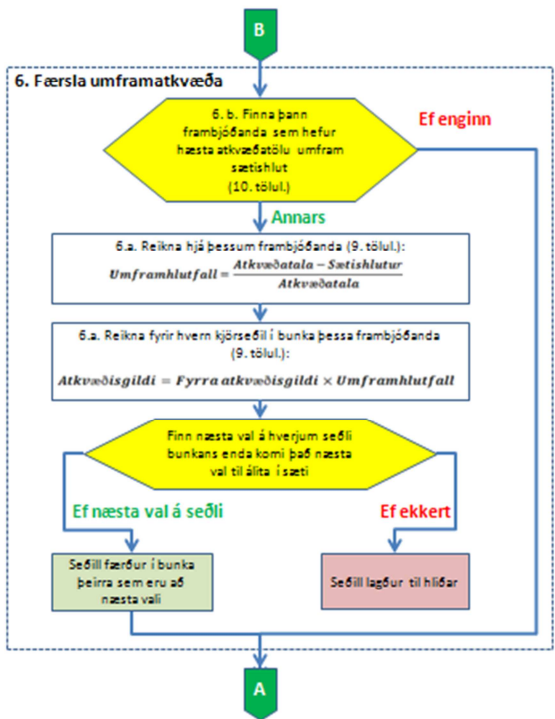 B
6. Færsla umframatkvæða
6. b. Finna þann
frambjóðanda sem hefur
hæsta atkvæðatölu umfram
sætishlut
(10. tölul.)
Ef enginn
Annars
6.a. Reikna hjá þessum frambjóðanda (9. tölul.):
Umframhlutfall = (Atkvæðatala − Sætishlutur) / Atkvæðatala
6.a. Reikna fyrir hvern kjörseðil í bunka þessa frambjóðanda
(9. tölul.):
Atkvæðisgildi = Fyrra atkvæðisgildi × Umframhlutfall
Finn næsta val á hverjum seðli
bunkans enda komi það næsta
val til álita í sæti
Ef næsta val á seðli
Ef ekkert
Seðill færður í bunka
þeirra sem eru að
næsta vali
Seðill lagður til hliðar
A